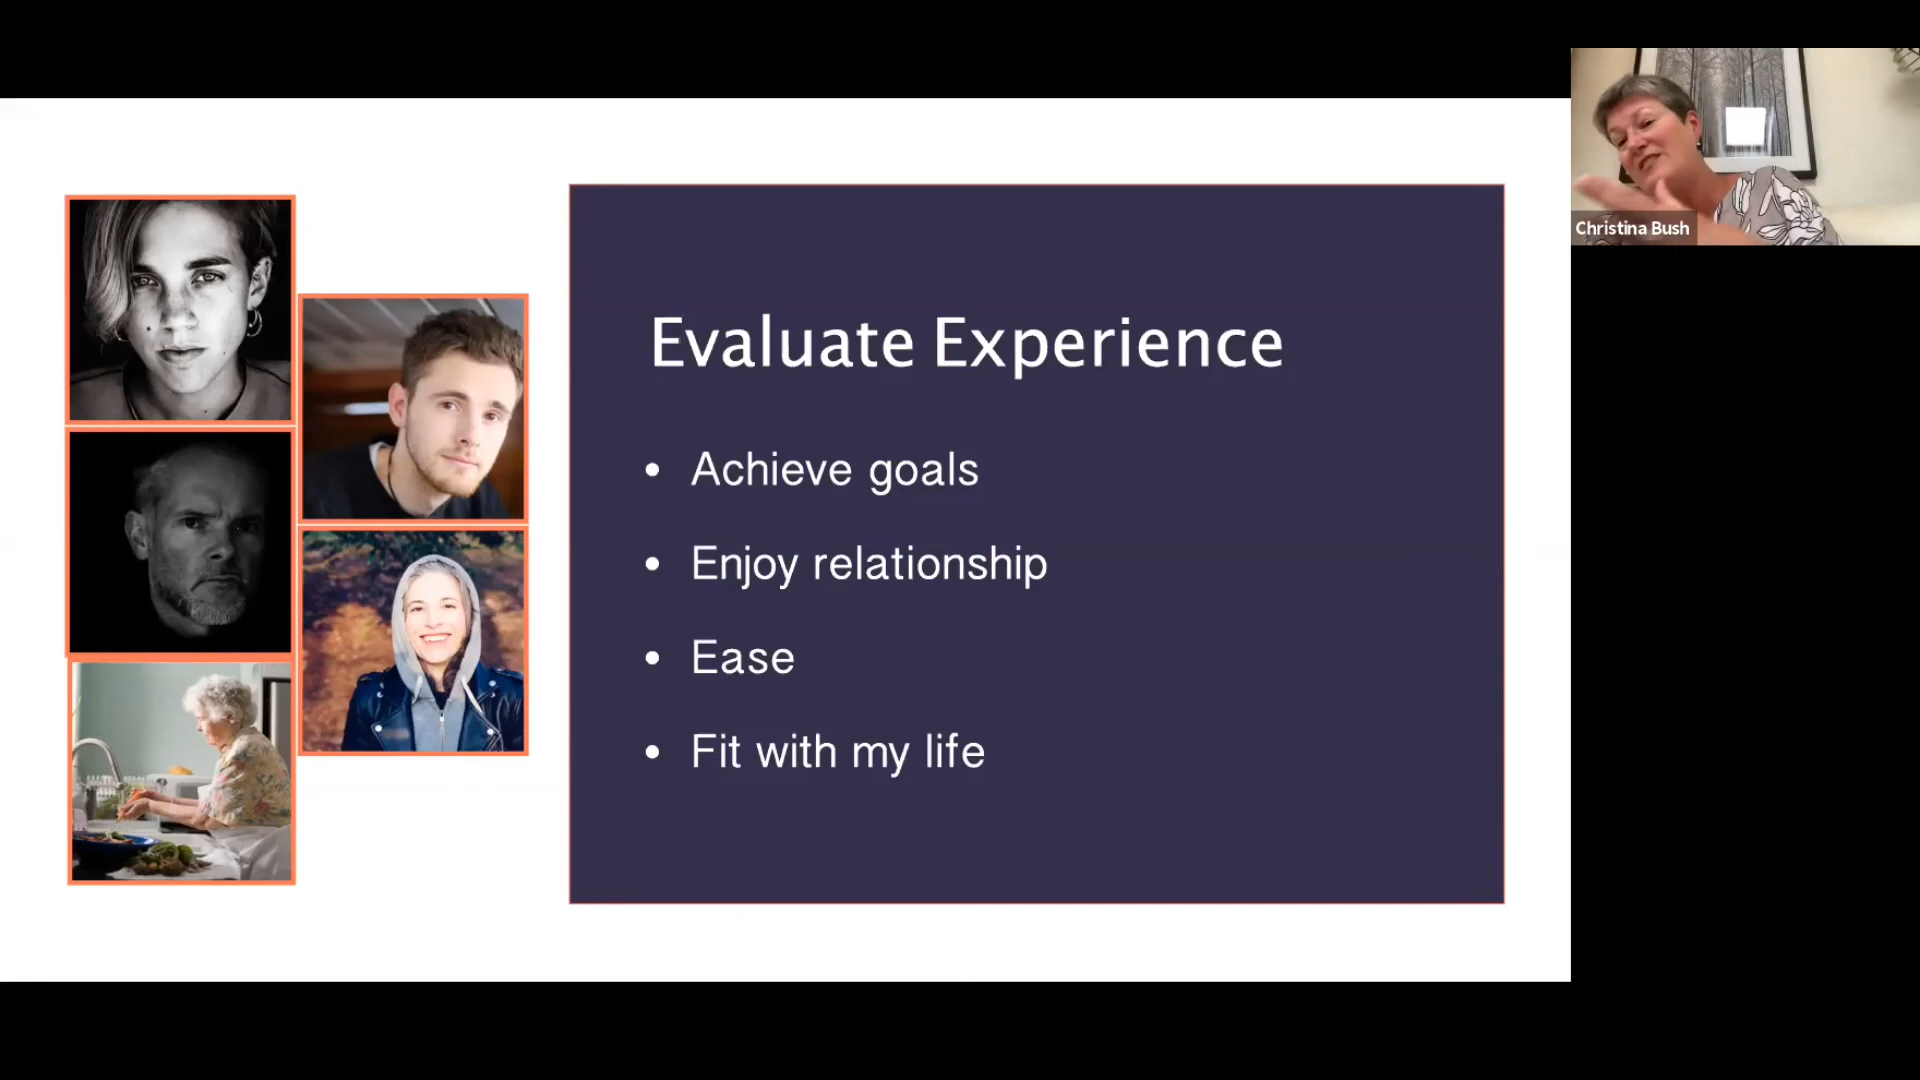 Evaluate Experience
• Achieve goals
• Enjoy relationship
• Ease
• Fit with my life
Christina Bush